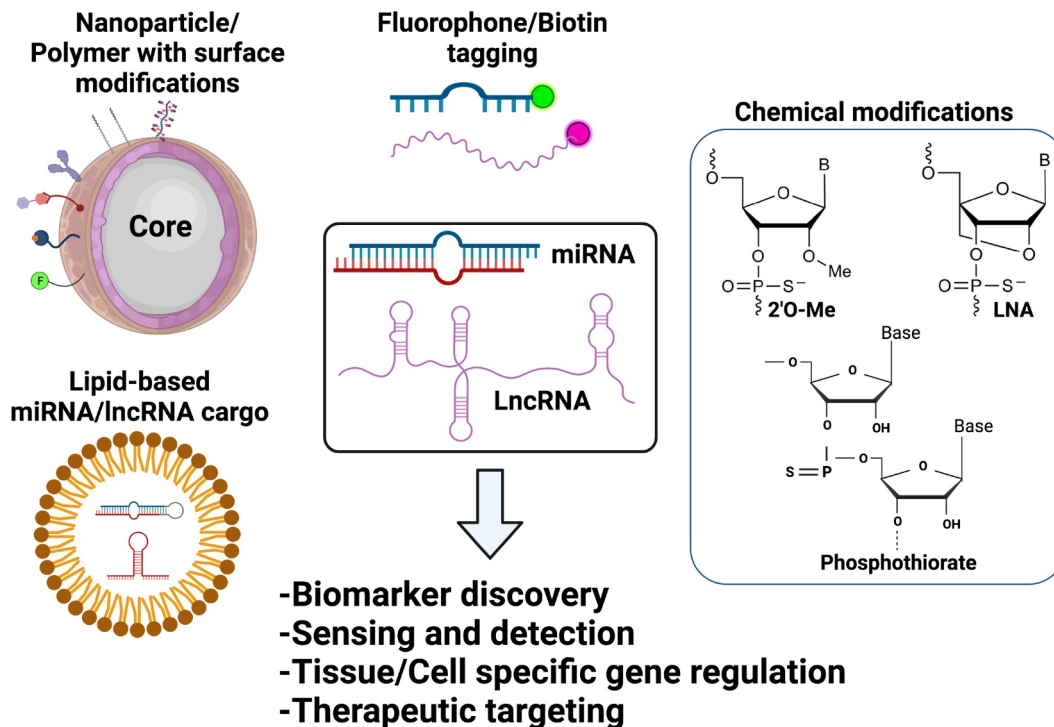 Nanoparticle/
Polymer with surface
modifications
Core
F
Fluorophone/Biotin
tagging
miRNA
LncRNA
Lipid-based
miRNA/lncRNA cargo
Chemical modifications
O
O
B
O
O
Me
O=P-S⁻
2'O-Me
O
O
B
O
O
O=P-S⁻
LNA
Base
O
O
O
OH
Base
S=P
O
O
O
OH
Phosphothiorate
-Biomarker discovery
-Sensing and detection
-Tissue/Cell specific gene regulation
-Therapeutic targeting